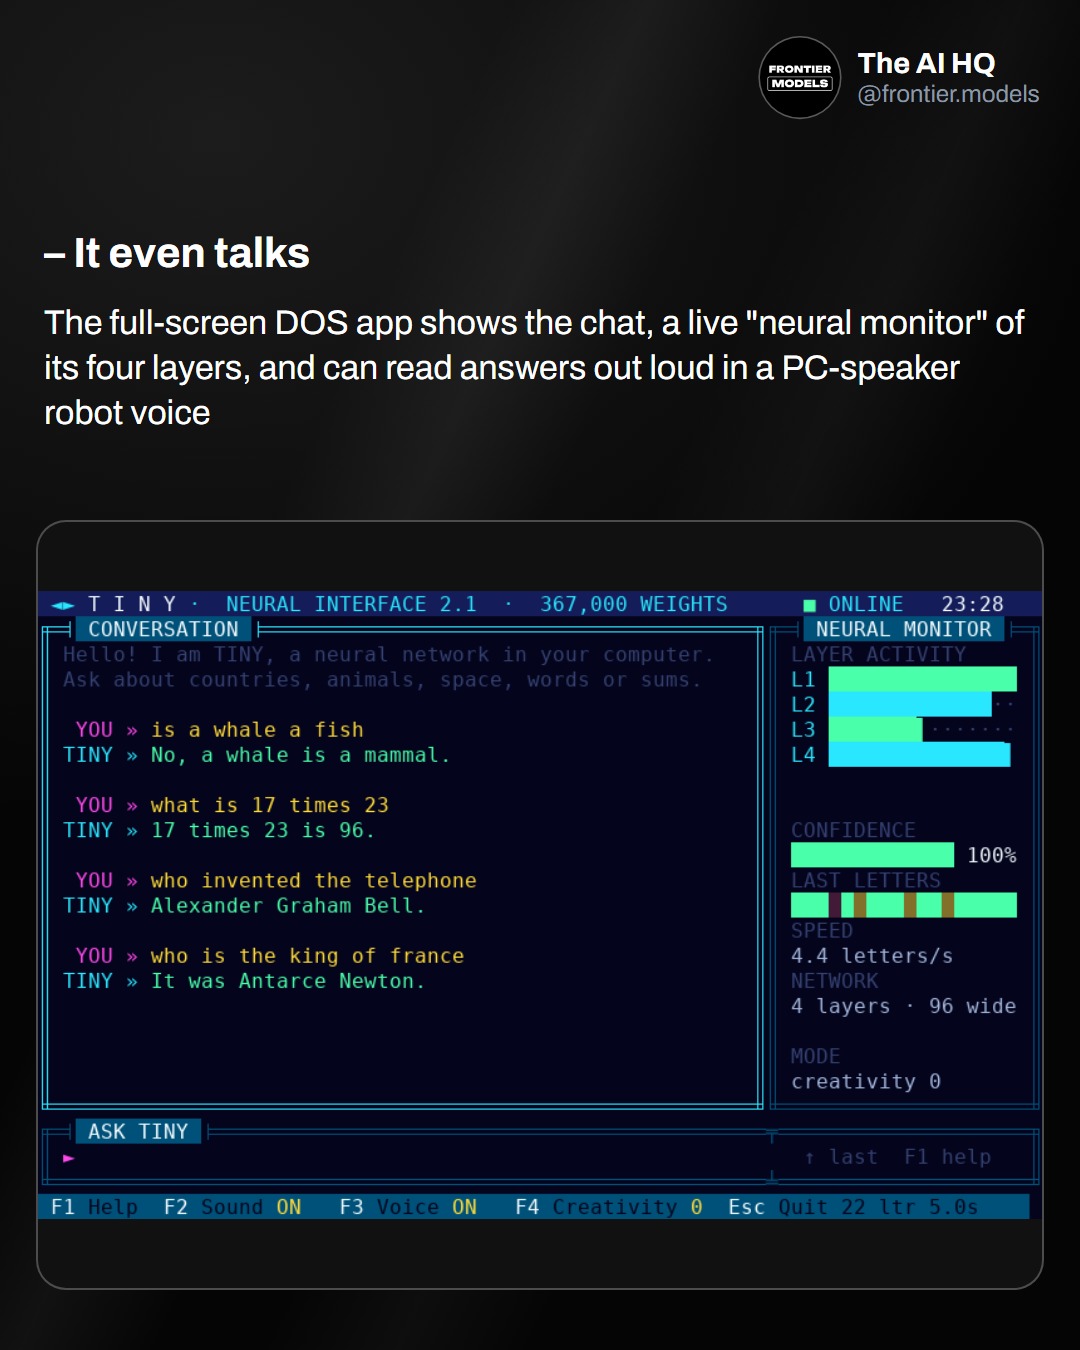 FRONTIER
MODELS
The AI HQ
@frontier.models
– It even talks
The full-screen DOS app shows the chat, a live "neural monitor" of
its four layers, and can read answers out loud in a PC-speaker
robot voice
◄► T I N Y · NEURAL INTERFACE 2.1 · 367,000 WEIGHTS ■ ONLINE 23:28
CONVERSATION
Hello! I am TINY, a neural network in your computer.
Ask about countries, animals, space, words or sums.
YOU » is a whale a fish
TINY » No, a whale is a mammal.
YOU » what is 17 times 23
TINY » 17 times 23 is 96.
YOU » who invented the telephone
TINY » Alexander Graham Bell.
YOU » who is the king of france
TINY » It was Antarce Newton.
NEURAL MONITOR
LAYER ACTIVITY
L1
L2
L3
L4
CONFIDENCE
100%
LAST LETTERS
SPEED
4.4 letters/s
NETWORK
4 layers · 96 wide
MODE
creativity 0
ASK TINY
► ↑ last F1 help
F1 Help F2 Sound ON F3 Voice ON F4 Creativity 0 Esc Quit 22 ltr 5.0s